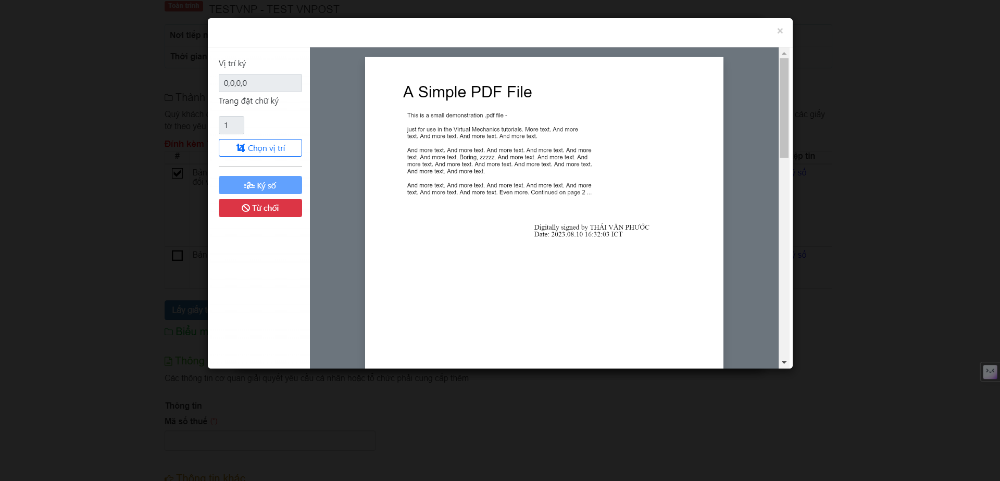 Toàn trình
TESTVNP - TEST VNPOST
Nơi tiếp
Thời gian
×
Vị trí ký
0,0,0,0
Trang đặt chữ ký
1
Chọn vị trí
Ký số
Từ chối
A Simple PDF File
This is a small demonstration .pdf file -
just for use in the Virtual Mechanics tutorials. More text. And more
text. And more text. And more text. And more text.
And more text. And more text. And more text. And more text. And more
text. And more text. Boring, zzzzz. And more text. And more text. And
more text. And more text. And more text. And more text. And more text.
And more text. And more text.
And more text. And more text. And more text. And more text. And more
text. And more text. And more text. Even more. Continued on page 2 ...
Digitally signed by THÁI VĂN PHƯỚC
Date: 2023.08.10 16:32:03 ICT
Thành
Quý khách
các giấy
tờ theo yêu
Đính kèm
#
tệp tin
Bản
đối
số
Bản
số
Lấy giấy
Biểu
Thông
Các thông tin cơ quan giải quyết yêu cầu cá nhân hoặc tổ chức phải cung cấp thêm
Thông tin
Mã số thuế (*)
Thông tin khác